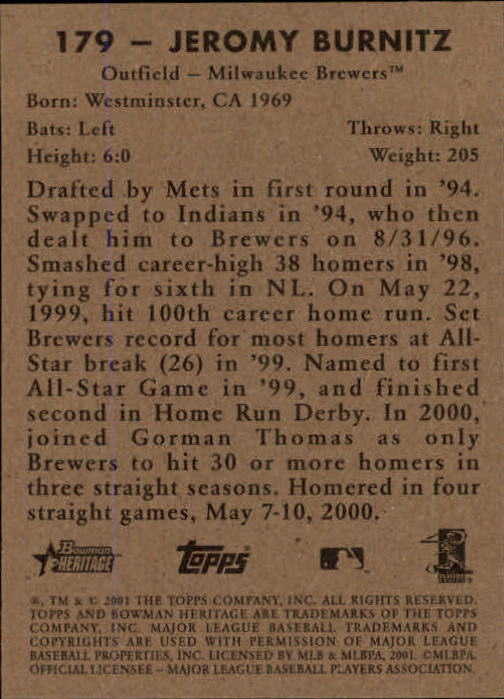 179 – JEROMY BURNITZ
Outfield – Milwaukee Brewers™
Born: Westminster, CA 1969
Bats: Left Throws: Right
Height: 6:0 Weight: 205
Drafted by Mets in first round in '94.
Swapped to Indians in '94, who then
dealt him to Brewers on 8/31/96.
Smashed career-high 38 homers in '98,
tying for sixth in NL. On May 22,
1999, hit 100th career home run. Set
Brewers record for most homers at All-
Star break (26) in '99. Named to first
All-Star Game in '99, and finished
second in Home Run Derby. In 2000,
joined Gorman Thomas as only
Brewers to hit 30 or more homers in
three straight seasons. Homered in four
straight games, May 7-10, 2000.
Bowman
HERITAGE
TOPPS
®, TM & © 2001 THE TOPPS COMPANY, INC. ALL RIGHTS RESERVED.
TOPPS AND BOWMAN HERITAGE ARE TRADEMARKS OF THE TOPPS
COMPANY, INC. MAJOR LEAGUE BASEBALL TRADEMARKS AND
COPYRIGHTS ARE USED WITH PERMISSION OF MAJOR LEAGUE
BASEBALL PROPERTIES, INC. LICENSED BY MLB & MLBPA, 2001. ©MLBPA.
OFFICIAL LICENSEE – MAJOR LEAGUE BASEBALL PLAYERS ASSOCIATION.